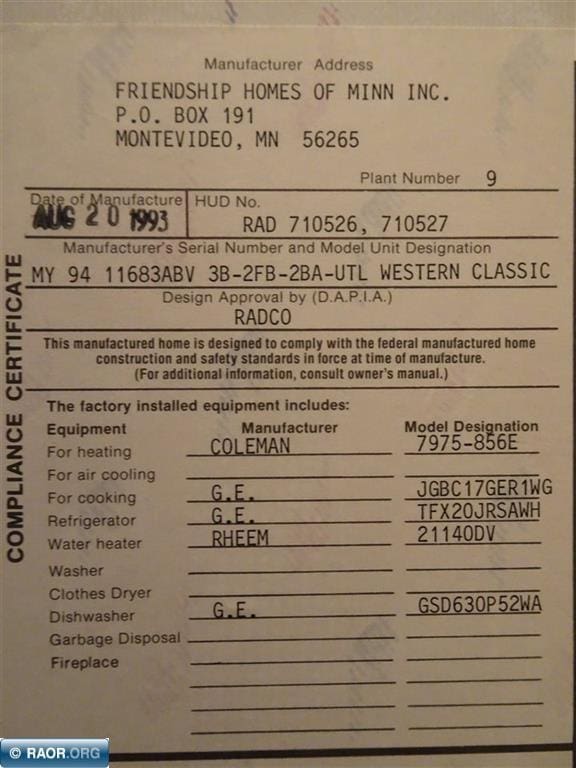 Manufacturer Address
FRIENDSHIP HOMES OF MINN INC.
P.O. BOX 191
MONTEVIDEO, MN 56265
Plant Number 9
Date of Manufacture HUD No.
AUG 20 1993 RAD 710526, 710527
Manufacturer's Serial Number and Model Unit Designation
MY 94 11683ABV 3B-2FB-2BA-UTL WESTERN CLASSIC
Design Approval by (D.A.P.I.A.)
RADCO
This manufactured home is designed to comply with the federal manufactured home
construction and safety standards in force at time of manufacture.
(For additional information, consult owner's manual.)
COMPLIANCE CERTIFICATE
The factory installed equipment includes:
Equipment Manufacturer Model Designation
For heating COLEMAN 7975-856E
For air cooling
For cooking G.E. JGBC17GER1WG
Refrigerator G.E. TFX20JRSAWH
Water heater RHEEM 21140DV
Washer
Clothes Dryer
Dishwasher G.E. GSD630P52WA
Garbage Disposal
Fireplace
© RAOR.ORG